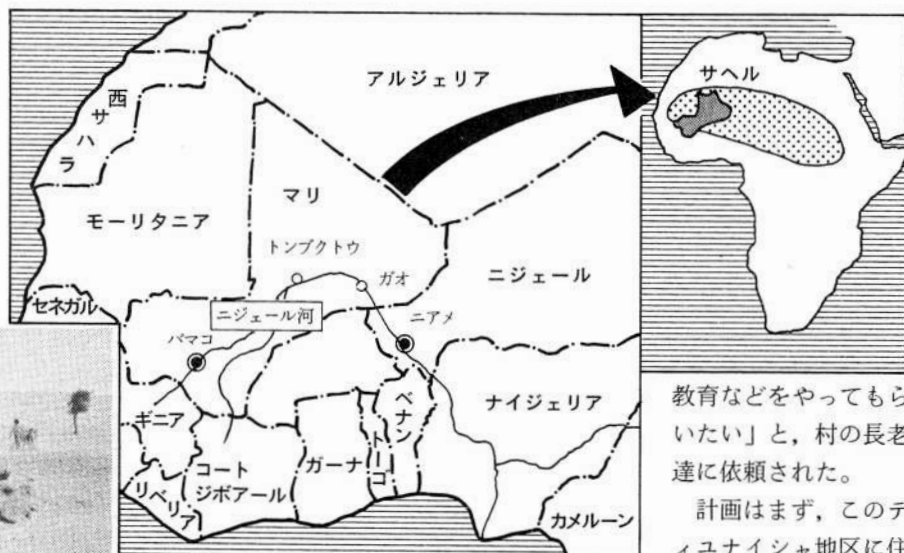 アルジェリア
西サハラ
マリ
モーリタニア
トンブクトウ
ガオ
ニジェール
セネガル
ニジェール河
ニアメ
バマコ
ギニア
ベナン
ナイジェリア
トーゴ
ガーナ
コート
ジボアール
リベリア
カメルーン
サヘル
教育などをやってもら
いたい」と，村の長老
達に依頼された。
計画はまず，このデ
ィユナイシャ地区に住